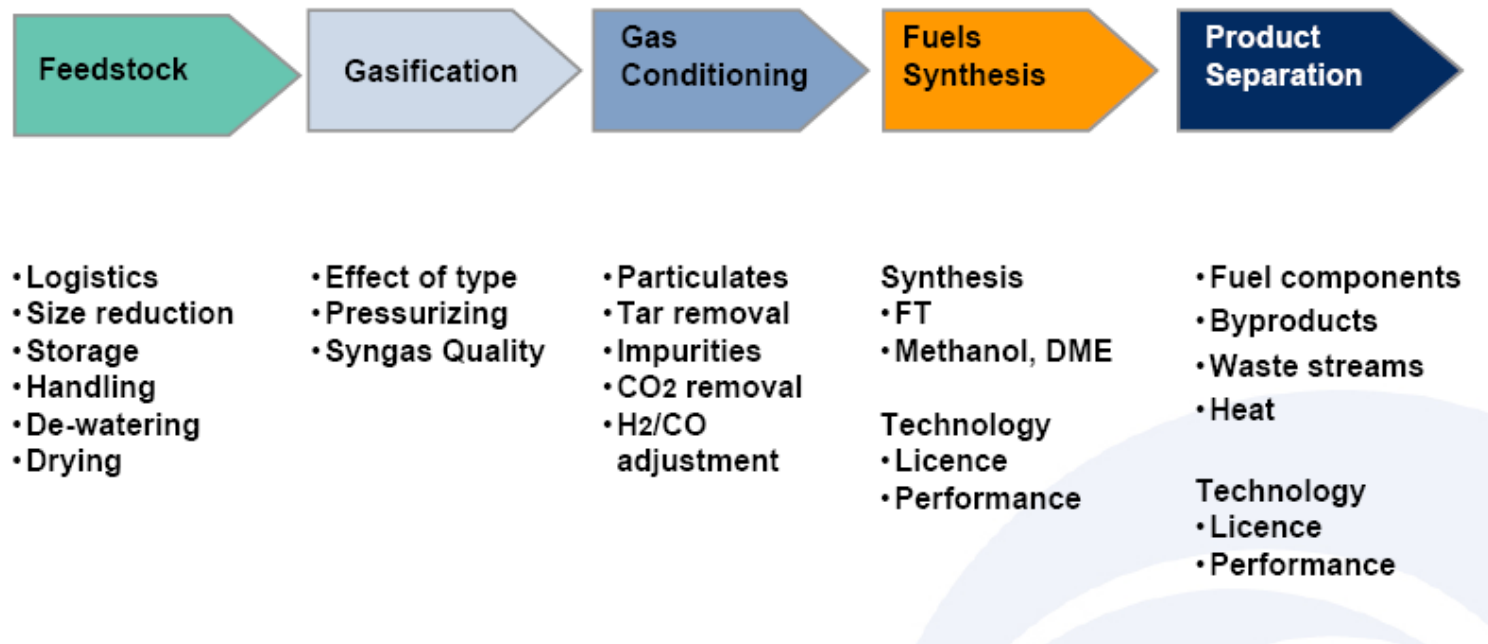 Feedstock
Gasification
Gas
Conditioning
Fuels
Synthesis
Product
Separation
•Logistics
•Size reduction
•Storage
•Handling
•De-watering
•Drying
•Effect of type
•Pressurizing
•Syngas Quality
•Particulates
•Tar removal
•Impurities
•CO2 removal
•H2/CO
adjustment
Synthesis
•FT
•Methanol, DME
Technology
•Licence
•Performance
•Fuel components
•Byproducts
•Waste streams
•Heat
Technology
•Licence
•Performance